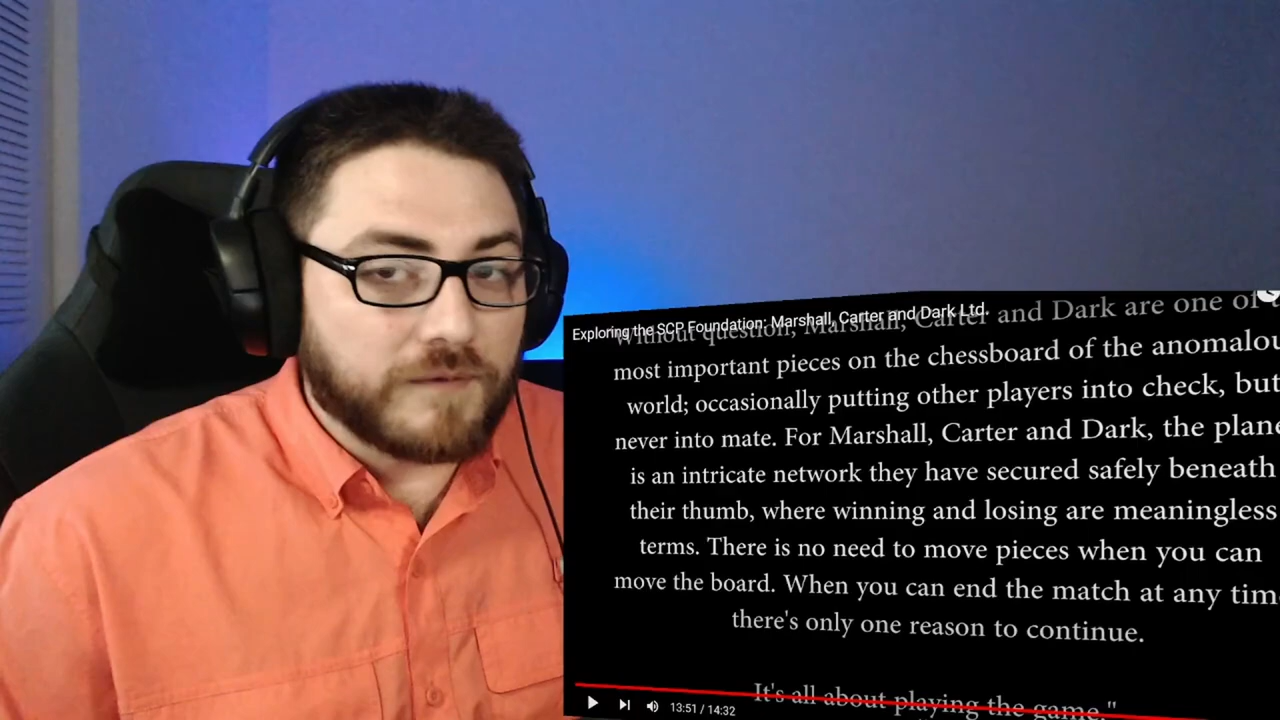 Exploring the SCP Foundation: Marshall, Carter and Dark Ltd.
Without question, Marshall, Carter and Dark are one of
most important pieces on the chessboard of the anomalou
world; occasionally putting other players into check, but
never into mate. For Marshall, Carter and Dark, the plane
is an intricate network they have secured safely beneath
their thumb, where winning and losing are meaningless
terms. There is no need to move pieces when you can
move the board. When you can end the match at any tim
there's only one reason to continue.
It's all about playing the game."
13:51 / 14:32